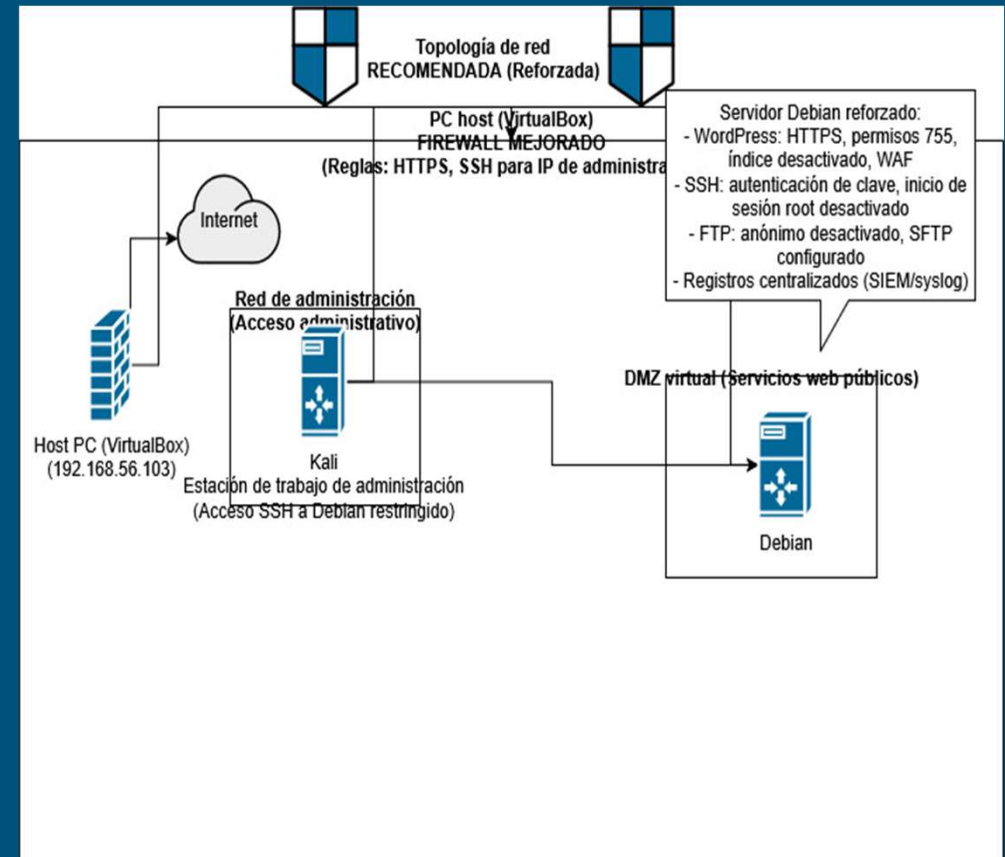 Topología de red
RECOMENDADA (Reforzada)
PC host (VirtualBox)
FIREWALL MEJORADO
(Reglas: HTTPS, SSH para IP de administra
Servidor Debian reforzado:
- WordPress: HTTPS, permisos 755,
índice desactivado, WAF
- SSH: autenticación de clave, inicio de
sesión root desactivado
- FTP: anónimo desactivado, SFTP
configurado
- Registros centralizados (SIEM/syslog)
Internet
Red de administración
(Acceso administrativo)
DMZ virtual (Servicios web públicos)
Host PC (VirtualBox)
(192.168.56.103)
Kali
Estación de trabajo de administración
(Acceso SSH a Debian restringido)
Debian